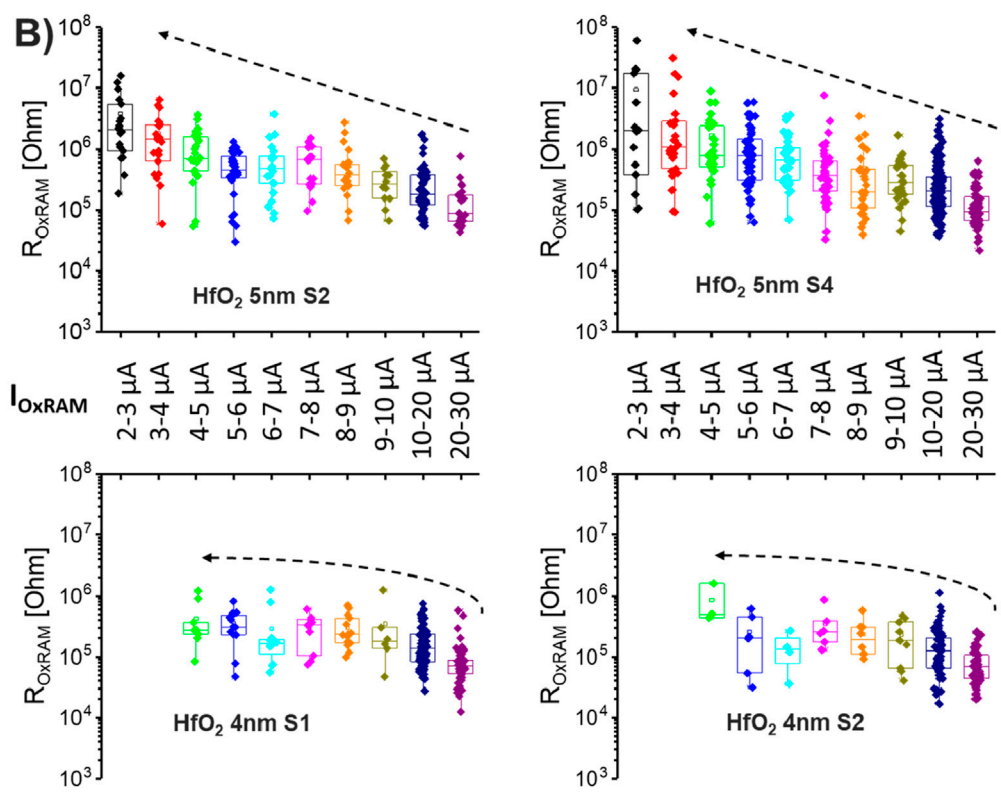 B)
R_OxRAM [Ohm]
10⁸
10⁷
10⁶
10⁵
10⁴
10³
HfO₂ 5nm S2
R_OxRAM [Ohm]
10⁸
10⁷
10⁶
10⁵
10⁴
10³
HfO₂ 5nm S4
I_OxRAM
2-3 µA
3-4 µA
4-5 µA
5-6 µA
6-7 µA
7-8 µA
8-9 µA
9-10 µA
10-20 µA
20-30 µA
2-3 µA
3-4 µA
4-5 µA
5-6 µA
6-7 µA
7-8 µA
8-9 µA
9-10 µA
10-20 µA
20-30 µA
R_OxRAM [Ohm]
10⁸
10⁷
10⁶
10⁵
10⁴
10³
HfO₂ 4nm S1
R_OxRAM [Ohm]
10⁸
10⁷
10⁶
10⁵
10⁴
10³
HfO₂ 4nm S2